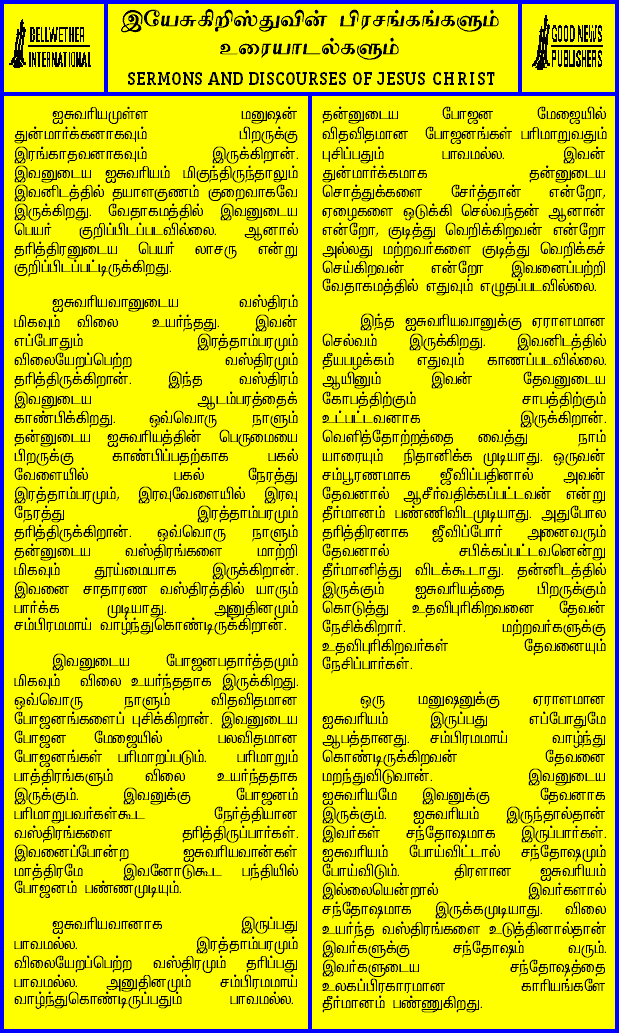 BELLWETHER
INTERNATIONAL
இயேசுகிறிஸ்துவின் பிரசங்கங்களும்
உரையாடல்களும்
SERMONS AND DISCOURSES OF JESUS CHRIST
GOOD NEWS
PUBLISHERS
ஐசுவரியமுள்ள மனுஷன்
துன்மார்க்கனாகவும் பிறருக்கு
இரங்காதவனாகவும் இருக்கிறான்.
இவனுடைய ஐசுவரியம் மிகுந்திருந்தாலும்
இவனிடத்தில் தயாளகுணம் குறைவாகவே
இருக்கிறது. வேதாகமத்தில் இவனுடைய
பெயர் குறிப்பிடப்படவில்லை. ஆனால்
தரித்திரனுடைய பெயர் லாசரு என்று
குறிப்பிடப்பட்டிருக்கிறது.
ஐசுவரியவானுடைய வஸ்திரம்
மிகவும் விலை உயர்ந்தது. இவன்
எப்போதும் இரத்தாம்பரமும்
விலையேறப்பெற்ற வஸ்திரமும்
தரித்திருக்கிறான். இந்த வஸ்திரம்
இவனுடைய ஆடம்பரத்தைக்
காண்பிக்கிறது. ஒவ்வொரு நாளும்
தன்னுடைய ஐசுவரியத்தின் பெருமையை
பிறருக்கு காண்பிப்பதற்காக பகல்
வேளையில் பகல் நேரத்து
இரத்தாம்பரமும், இரவுவேளையில் இரவு
நேரத்து இரத்தாம்பரமும்
தரித்திருக்கிறான். ஒவ்வொரு நாளும்
தன்னுடைய வஸ்திரங்களை மாற்றி
மிகவும் தூய்மையாக இருக்கிறான்.
இவனை சாதாரண வஸ்திரத்தில் யாரும்
பார்க்க முடியாது. அனுதினமும்
சம்பிரமமாய் வாழ்ந்துகொண்டிருக்கிறான்.
இவனுடைய போஜனபதார்த்தமும்
மிகவும் விலை உயர்ந்ததாக இருக்கிறது.
ஒவ்வொரு நாளும் விதவிதமான
போஜனங்களைப் புசிக்கிறான். இவனுடைய
போஜன மேஜையில் பலவிதமான
போஜனங்கள் பரிமாறப்படும். பரிமாறும்
பாத்திரங்களும் விலை உயர்ந்ததாக
இருக்கும். இவனுக்கு போஜனம்
பரிமாறுபவர்கள்கூட நேர்த்தியான
வஸ்திரங்களை தரித்திருப்பார்கள்.
இவனைப்போன்ற ஐசுவரியவான்கள்
மாத்திரமே இவனோடுகூட பந்தியில்
போஜனம் பண்ணமுடியும்.
ஐசுவரியவானாக இருப்பது
பாவமல்ல. இரத்தாம்பரமும்
விலையேறப்பெற்ற வஸ்திரமும் தரிப்பது
பாவமல்ல. அனுதினமும் சம்பிரமமாய்
வாழ்ந்துகொண்டிருப்பதும் பாவமல்ல.
தன்னுடைய போஜன மேஜையில்
விதவிதமான போஜனங்கள் பரிமாறுவதும்
புசிப்பதும் பாவமல்ல. இவன்
துன்மார்க்கமாக தன்னுடைய
சொத்துக்களை சேர்த்தான் என்றோ,
ஏழைகளை ஒடுக்கி செல்வந்தன் ஆனான்
என்றோ, குடித்து வெறிக்கிறவன் என்றோ
அல்லது மற்றவர்களை குடித்து வெறிக்கச்
செய்கிறவன் என்றோ இவனைப்பற்றி
வேதாகமத்தில் எதுவும் எழுதப்படவில்லை.
இந்த ஐசுவரியவானுக்கு ஏராளமான
செல்வம் இருக்கிறது. இவனிடத்தில்
தீயபழக்கம் எதுவும் காணப்படவில்லை.
ஆயினும் இவன் தேவனுடைய
கோபத்திற்கும் சாபத்திற்கும்
உட்பட்டவனாக இருக்கிறான்.
வெளித்தோற்றத்தை வைத்து நாம்
யாரையும் நிதானிக்க முடியாது. ஒருவன்
சம்பூரணமாக ஜீவிப்பதினால் அவன்
தேவனால் ஆசீர்வதிக்கப்பட்டவன் என்று
தீர்மானம் பண்ணிவிடமுடியாது. அதுபோல
தரித்திரனாக ஜீவிப்போர் அனைவரும்
தேவனால் சபிக்கப்பட்டவனென்று
தீர்மானித்து விடக்கூடாது. தன்னிடத்தில்
இருக்கும் ஐசுவரியத்தை பிறருக்கும்
கொடுத்து உதவிபுரிகிறவனை தேவன்
நேசிக்கிறார். மற்றவர்களுக்கு
உதவிபுரிகிறவர்கள் தேவனையும்
நேசிப்பார்கள்.
ஒரு மனுஷனுக்கு ஏராளமான
ஐசுவரியம் இருப்பது எப்போதுமே
ஆபத்தானது. சம்பிரமமாய் வாழ்ந்து
கொண்டிருக்கிறவன் தேவனை
மறந்துவிடுவான். இவனுடைய
ஐசுவரியமே இவனுக்கு தேவனாக
இருக்கும். ஐசுவரியம் இருந்தால்தான்
இவர்கள் சந்தோஷமாக இருப்பார்கள்.
ஐசுவரியம் போய்விட்டால் சந்தோஷமும்
போய்விடும். திரளான ஐசுவரியம்
இல்லையென்றால் இவர்களால்
சந்தோஷமாக இருக்கமுடியாது. விலை
உயர்ந்த வஸ்திரங்களை உடுத்தினால்தான்
இவர்களுக்கு சந்தோஷம் வரும்.
இவர்களுடைய சந்தோஷத்தை
உலகப்பிரகாரமான காரியங்களே
தீர்மானம் பண்ணுகிறது.